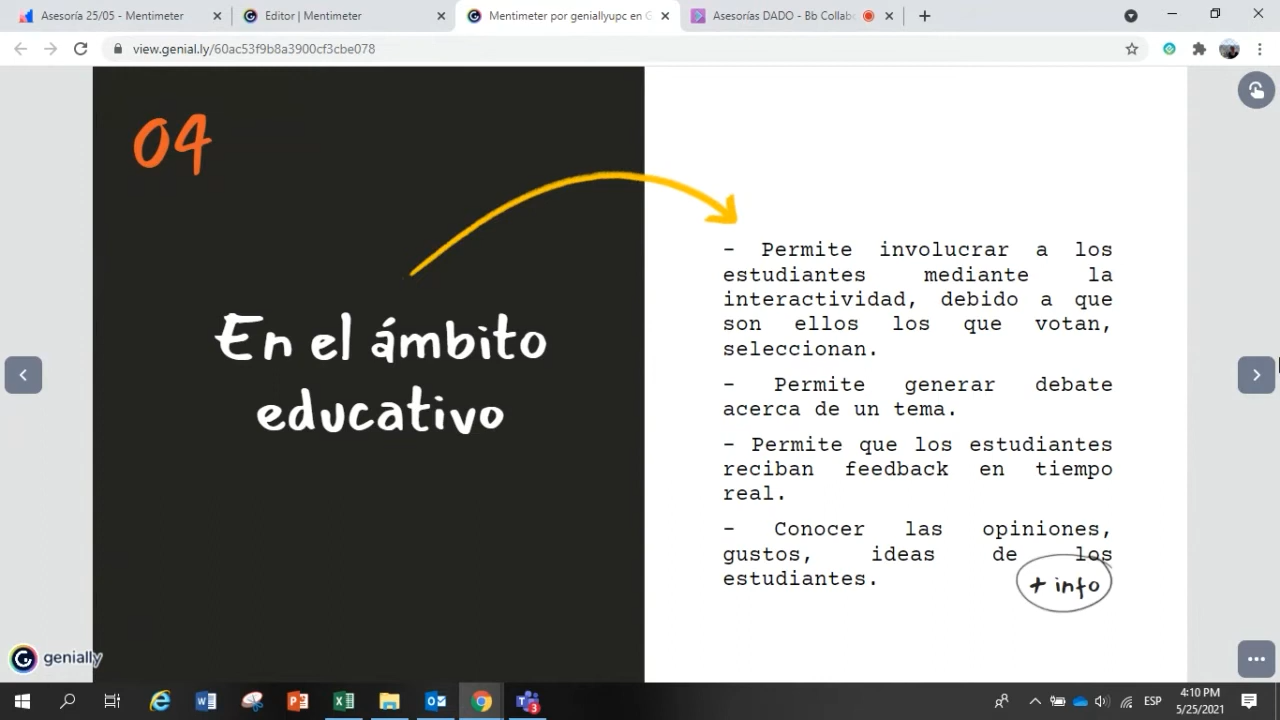 Asesoría 25/05 - Mentimeter
Editor | Mentimeter
Mentimeter por geniallyupc en G
Asesorías DADO - Bb Collab
view.genial.ly/60ac53f9b8a3900cf3cbe078
04
En el ámbito
educativo
- Permite involucrar a los
estudiantes mediante la
interactividad, debido a que
son ellos los que votan,
seleccionan.
- Permite generar debate
acerca de un tema.
- Permite que los estudiantes
reciban feedback en tiempo
real.
- Conocer las opiniones,
gustos, ideas de los
estudiantes.
+ info
genially
ESP
4:10 PM
5/25/2021